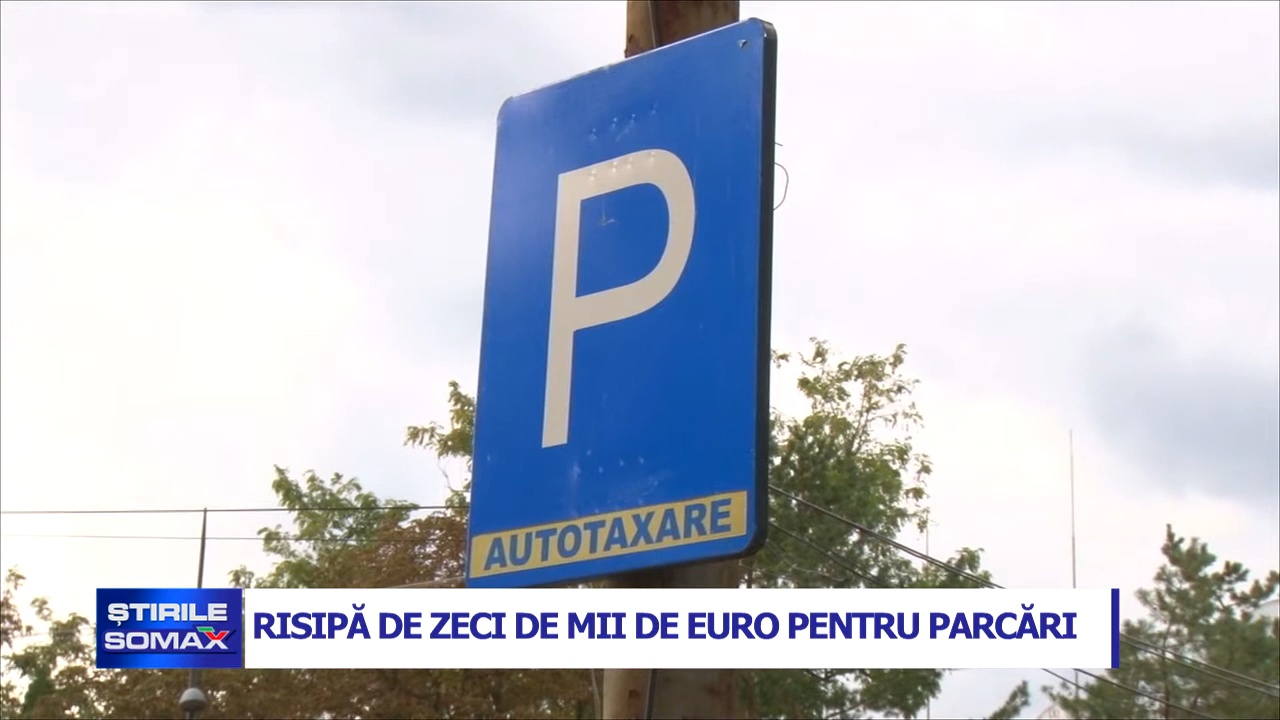 P
AUTOTAXARE
ȘTIRILE
SOMAX
RISIPĂ DE ZECI DE MII DE EURO PENTRU PARCĂRI